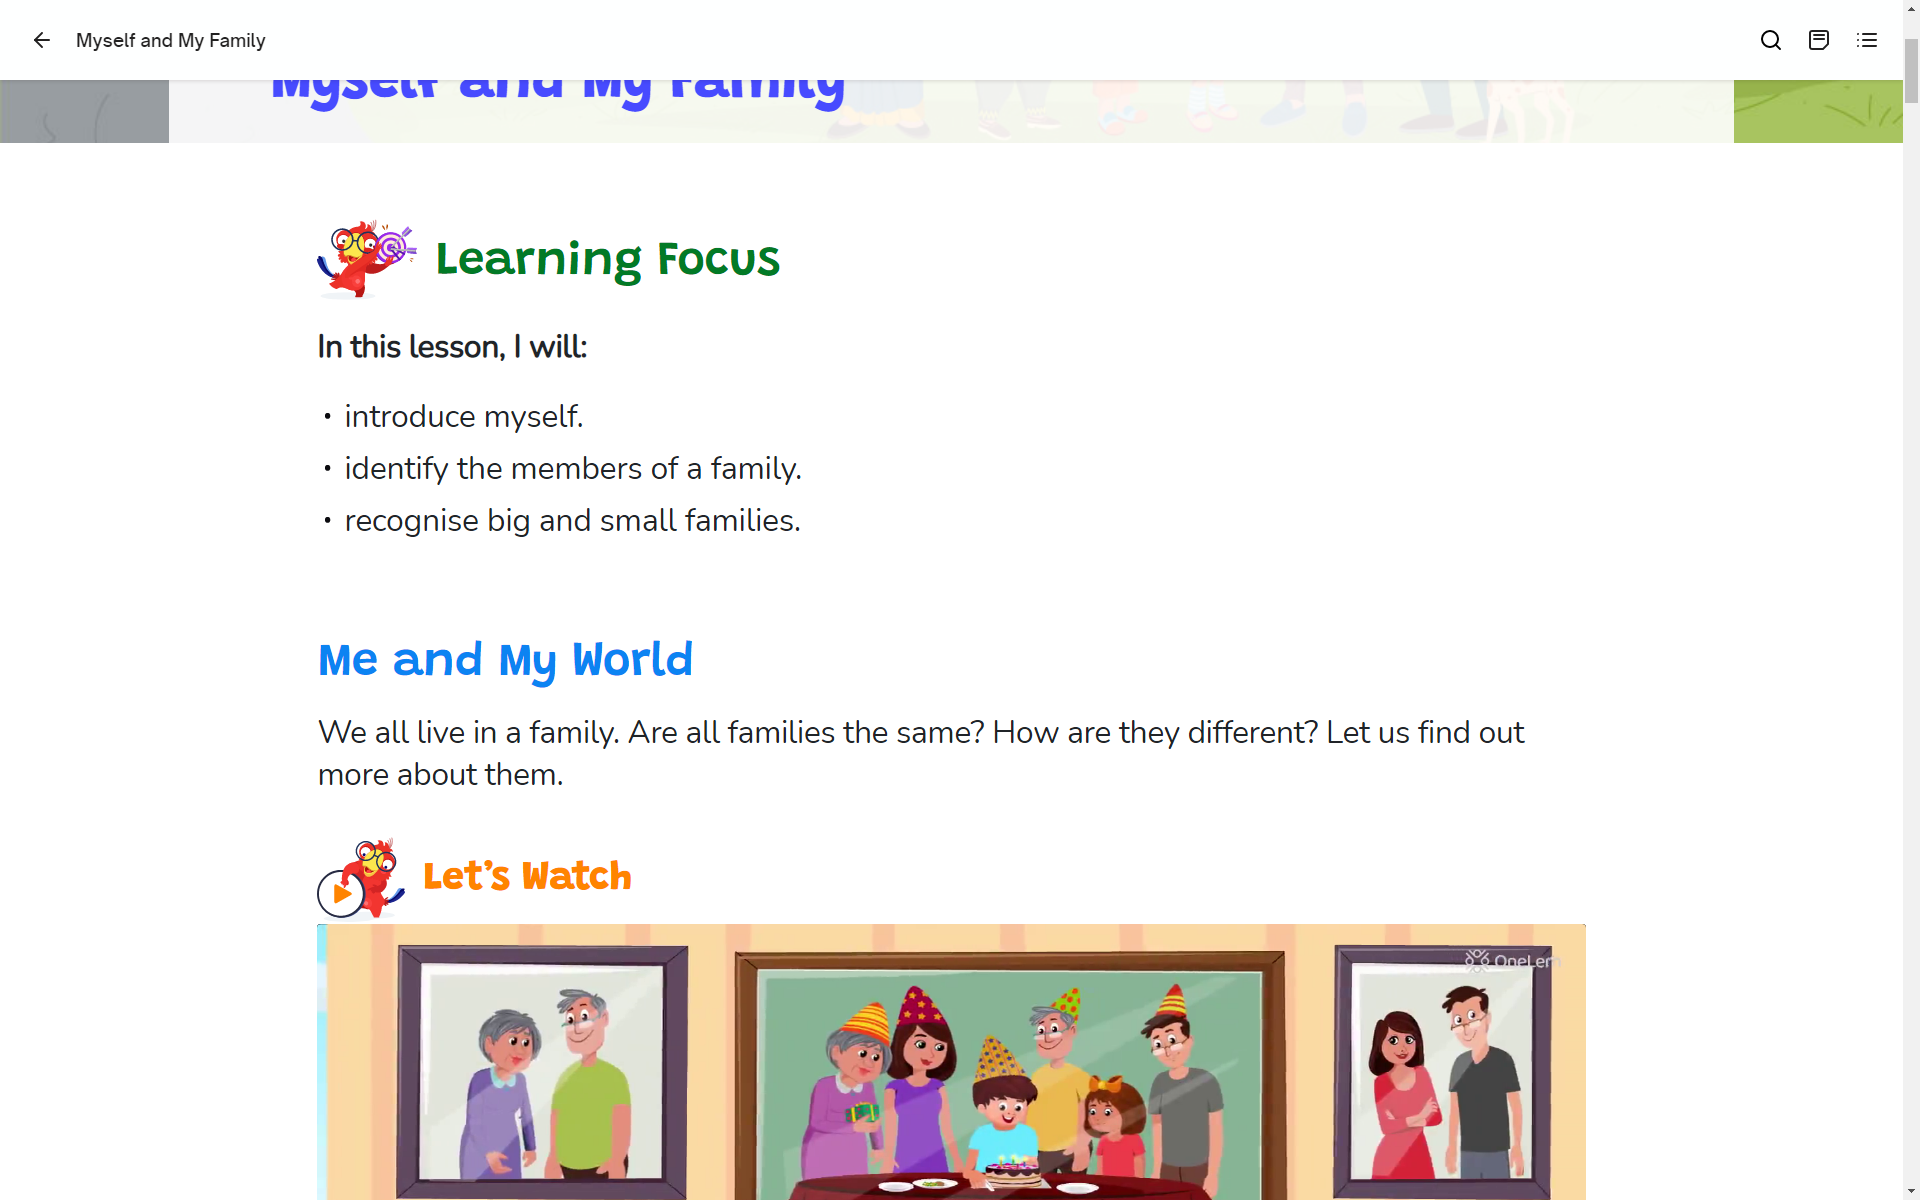 Myself and My Family
Myself and My Family
Learning Focus
In this lesson, I will:
• introduce myself.
• identify the members of a family.
• recognise big and small families.
Me and My World
We all live in a family. Are all families the same? How are they different? Let us find out
more about them.
Let’s Watch
OneLern